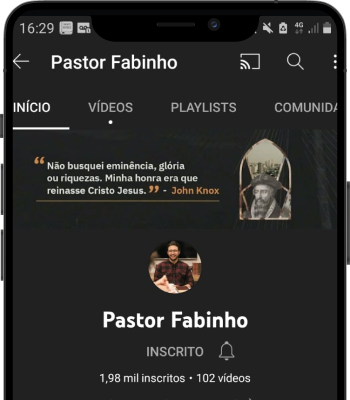 16:29
4G
Pastor Fabinho
INÍCIO VÍDEOS PLAYLISTS COMUNIDA
“Não busquei eminência, glória
ou riquezas. Minha honra era que
reinasse Cristo Jesus.” - John Knox
Pastor Fabinho
INSCRITO
1,98 mil inscritos • 102 vídeos